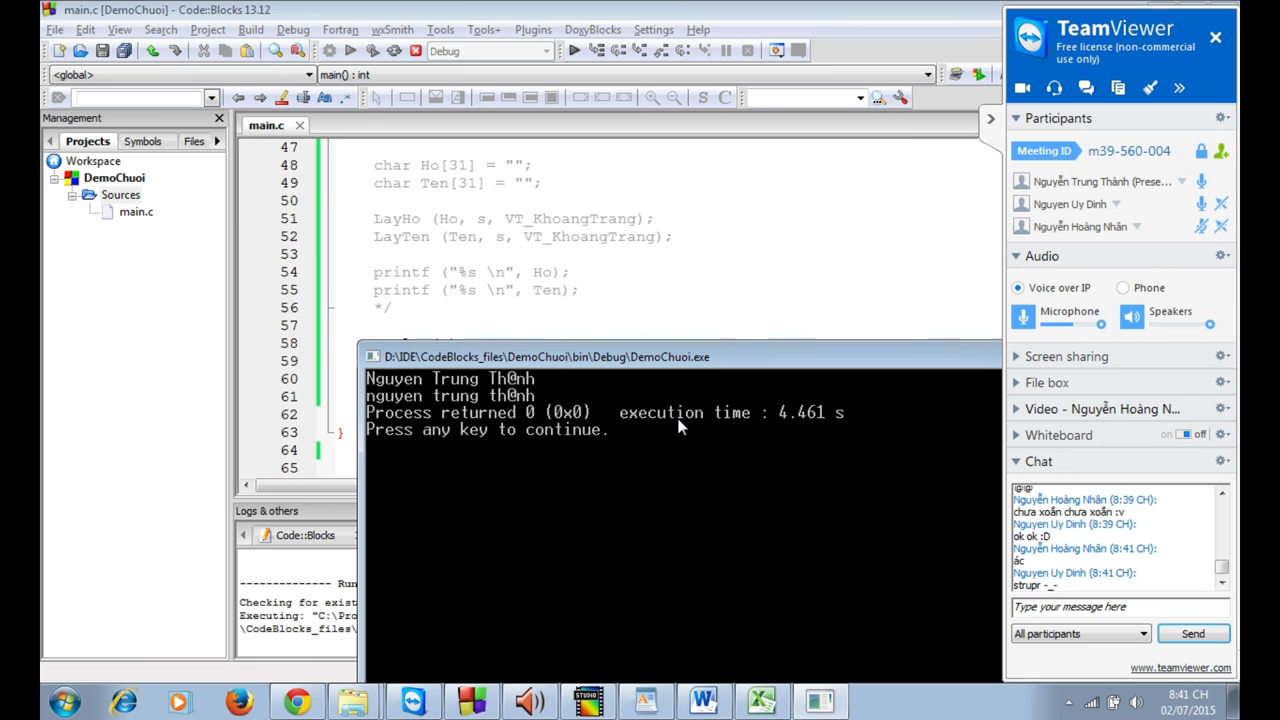 main.c [DemoChuoi] - Code::Blocks 13.12
File Edit View Search Project Build Debug Fortran wxSmith Tools Tools+ Plugins DoxyBlocks Settings Help
Debug
<global> main() : int
Management
Projects Symbols Files
Workspace
DemoChuoi
Sources
main.c
main.c
47
48 char Ho[31] = "";
49 char Ten[31] = "";
50
51 LayHo (Ho, s, VT_KhoangTrang);
52 LayTen (Ten, s, VT_KhoangTrang);
53
54 printf ("%s \n", Ho);
55 printf ("%s \n", Ten);
56 */
57
58
59
60
61
62
63 }
64
65
D:\IDE\CodeBlocks_files\DemoChuoi\bin\Debug\DemoChuoi.exe
Nguyen Trung Th@nh
nguyen trung th@nh
Process returned 0 (0x0) execution time : 4.461 s
Press any key to continue.
Logs & others
Code::Blocks
-------------- Run
Checking for exist
Executing: "C:\Pro
\CodeBlocks_files\
TeamViewer
Free license (non-commercial
use only)
Participants
Meeting ID m39-560-004
Nguyễn Trung Thành (Prese...
Nguyen Uy Dinh
Nguyễn Hoàng Nhân
Audio
Voice over IP Phone
Microphone Speakers
Screen sharing
File box
Video - Nguyễn Hoàng N...
Whiteboard on off
Chat
@@
Nguyễn Hoàng Nhân (8:39 CH):
chưa xoắn chưa xoắn :v
Nguyen Uy Dinh (8:39 CH):
ok ok :D
Nguyễn Hoàng Nhân (8:41 CH):
ác
Nguyen Uy Dinh (8:41 CH):
strupr -_-
Type your message here
All participants Send
www.teamviewer.com
STUDIO
8:41 CH
02/07/2015